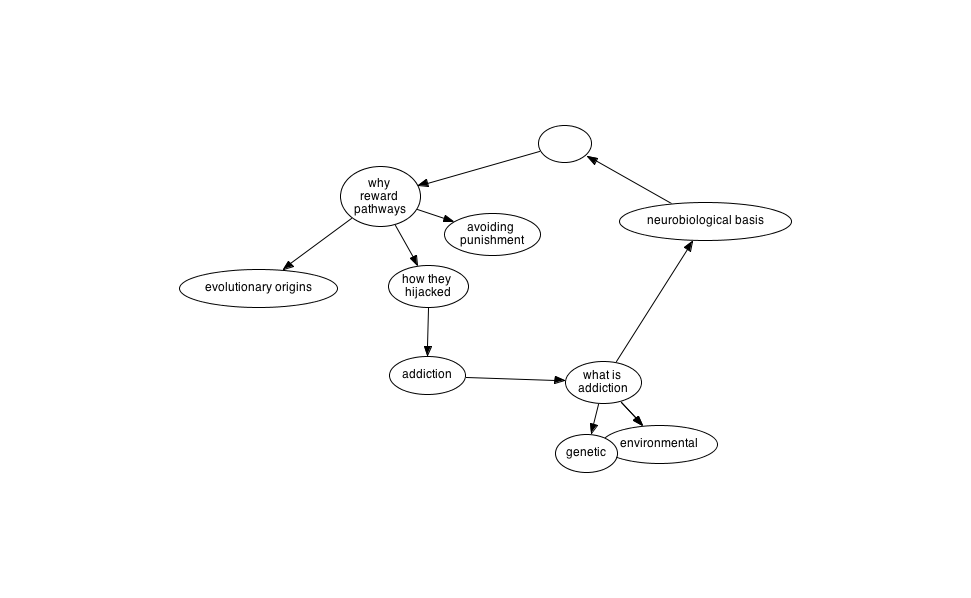 why
reward
pathways
neurobiological basis
avoiding
punishment
evolutionary origins
how they
hijacked
addiction
what is
addiction
environmental
genetic